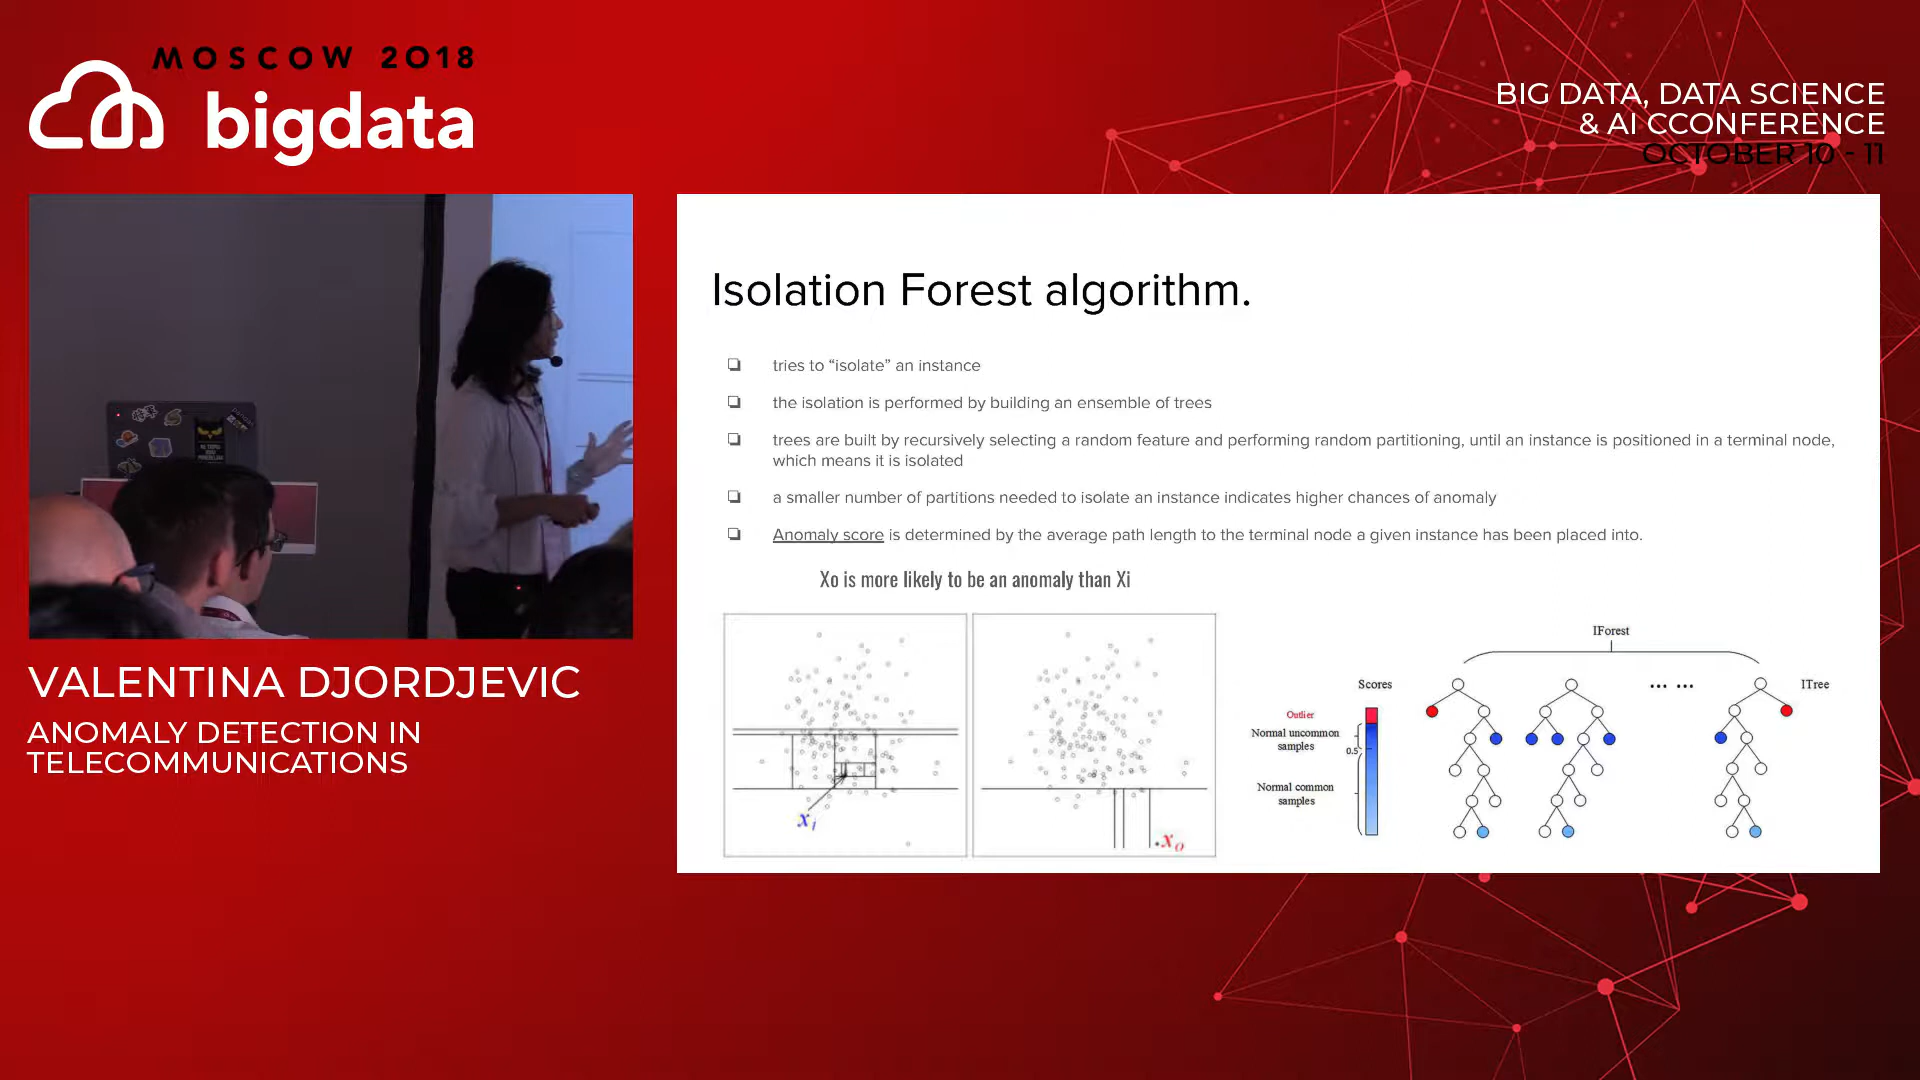 MOSCOW 2018
bigdata
BIG DATA, DATA SCIENCE
& AI CCONFERENCE
OCTOBER 10 - 11
VALENTINA DJORDJEVIC
ANOMALY DETECTION IN
TELECOMMUNICATIONS
Isolation Forest algorithm.
tries to “isolate” an instance
the isolation is performed by building an ensemble of trees
trees are built by recursively selecting a random feature and performing random partitioning, until an instance is positioned in a terminal node,
which means it is isolated
a smaller number of partitions needed to isolate an instance indicates higher chances of anomaly
Anomaly score is determined by the average path length to the terminal node a given instance has been placed into.
Xo is more likely to be an anomaly than Xi
xi
xo
IForest
Scores
... ...
ITree
Outlier
Normal uncommon
samples
0.5
Normal common
samples